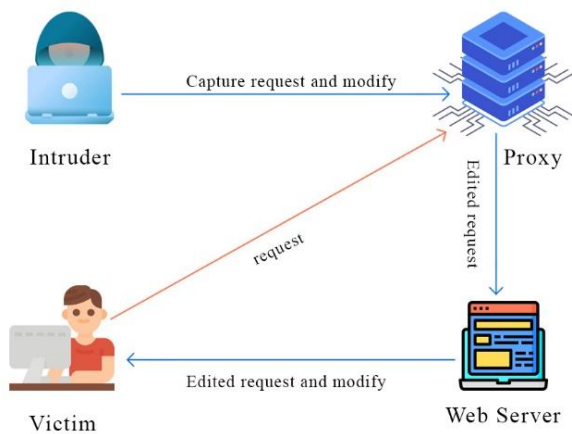 Capture request and modify
Intruder
Proxy
Edited request
request
Edited request and modify
Victim
Web Server